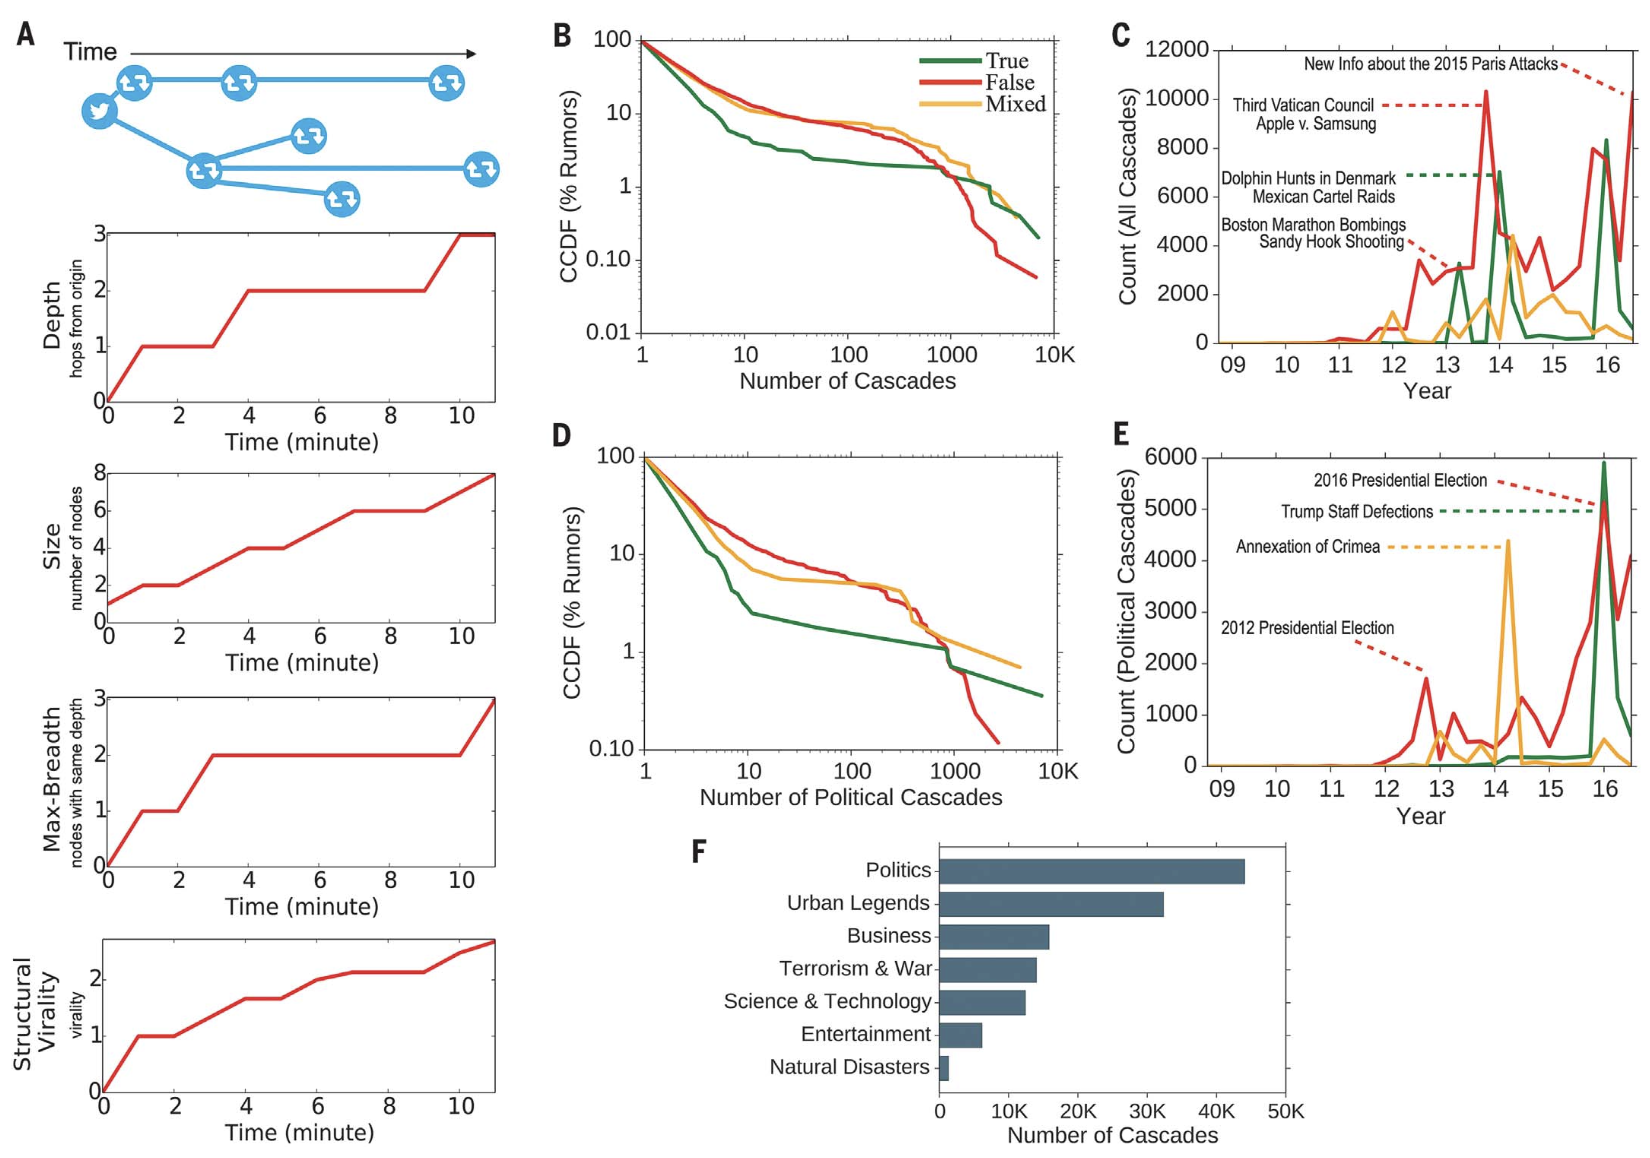 A
Time
3
2
1
0
Depth
hops from origin
0 2 4 6 8 10
Time (minute)
8
6
4
2
0
Size
number of nodes
0 2 4 6 8 10
Time (minute)
3
2
1
0
Max-Breadth
nodes with same depth
0 2 4 6 8 10
Time (minute)
2
1
0
Structural
Virality
virality
0 2 4 6 8 10
Time (minute)
B
100
10
1
0.10
0.01
CCDF (% Rumors)
True
False
Mixed
1 10 100 1000 10K
Number of Cascades
C
12000
10000
8000
6000
4000
2000
0
Count (All Cascades)
New Info about the 2015 Paris Attacks
Third Vatican Council
Apple v. Samsung
Dolphin Hunts in Denmark
Mexican Cartel Raids
Boston Marathon Bombings
Sandy Hook Shooting
09 10 11 12 13 14 15 16
Year
D
100
10
1
0.10
CCDF (% Rumors)
1 10 100 1000 10K
Number of Political Cascades
E
6000
5000
4000
3000
2000
1000
0
Count (Political Cascades)
2016 Presidential Election
Trump Staff Defections
Annexation of Crimea
2012 Presidential Election
09 10 11 12 13 14 15 16
Year
F
Politics
Urban Legends
Business
Terrorism & War
Science & Technology
Entertainment
Natural Disasters
0 10K 20K 30K 40K 50K
Number of Cascades